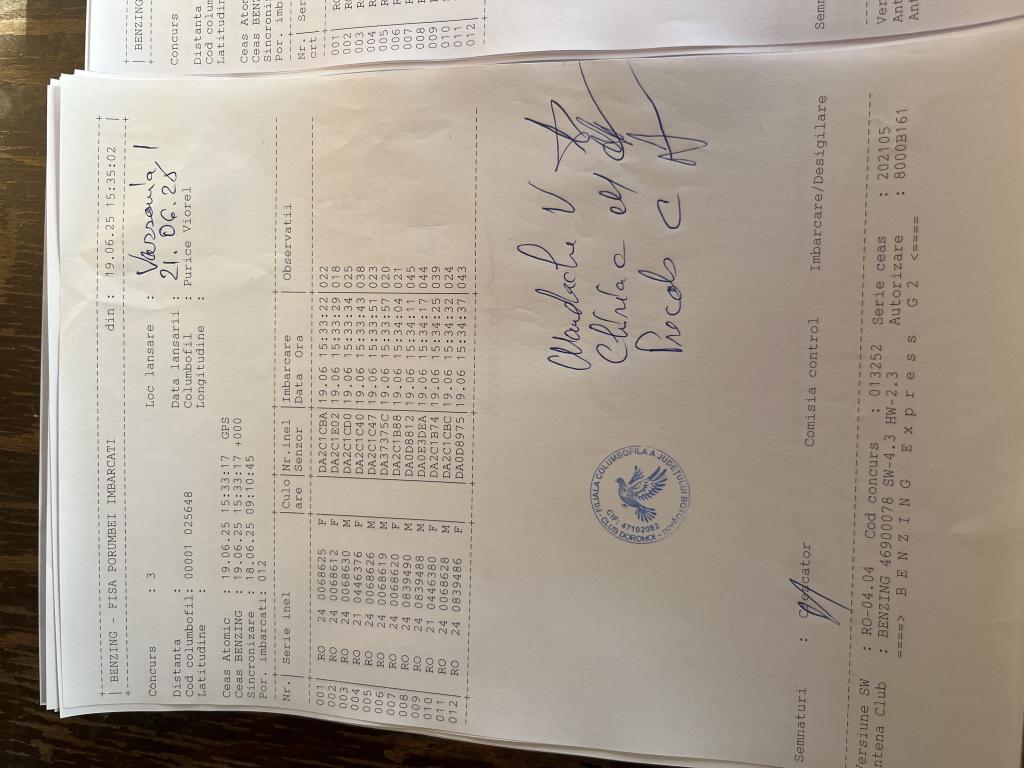 | BENZING - FISA PORUMBEI IMBARCATI din : 19.06.25 15:35:02 |
Concurs : 3 Loc lansare : Varsovia 1
Distanta : Data lansarii : 21.06.25
Cod columbofil: 00001 025648 Columbofil : Purice Viorel
Latitudine : Longitudine :
Ceas Atomic : 19.06.25 15:33:17 GPS
Ceas BENZING : 19.06.25 15:33:17 +000
Sincronizare : 18.06.25 09:10:45
Por. imbarcati: 012
Nr.| Serie inel |Culo|Nr.inel |Imbarcare | Observatii
|are |Senzor |Data Ora
001| RO 24 0068625 F |DA2C1CBA|19.06 15:33:22 022
002| RO 24 0068612 F |DA2C1E02|19.06 15:33:29 018
003| RO 24 0068630 M |DA2C1CD0|19.06 15:33:34 025
004| RO 21 0446376 F |DA2C1C40|19.06 15:33:43 038
005| RO 24 0068626 M |DA2C1C47|19.06 15:33:51 023
006| RO 24 0068619 M |DA37375C|19.06 15:33:57 020
007| RO 24 0068620 F |DA2C1B88|19.06 15:34:04 021
008| RO 24 0839490 M |DA0D8812|19.06 15:34:11 045
009| RO 24 0839488 M |DA0E3DEA|19.06 15:34:17 044
010| RO 21 0446380 F |DA2C1B74|19.06 15:34:25 039
011| RO 24 0068628 M |DA2C1CBC|19.06 15:34:32 024
012| RO 24 0839486 F |DA0D8975|19.06 15:34:37 043
Mandache V
Chirila
Procob C
FILIALA COLUMBOFILA A JUDETULUI BOTOSANI
CIF: 47102082
CLUB DOROHOI
Semnaturi : Crescator Comisia control Imbarcare/Desigilare
Versiune SW : RO-04.04 Cod concurs : 013252 Serie ceas : 202105
ntena Club : BENZING 46900078 SW-4.3 HW-2.3 Autorizare : 8000B161
====> B E N Z I N G E x p r e s s G 2 <====